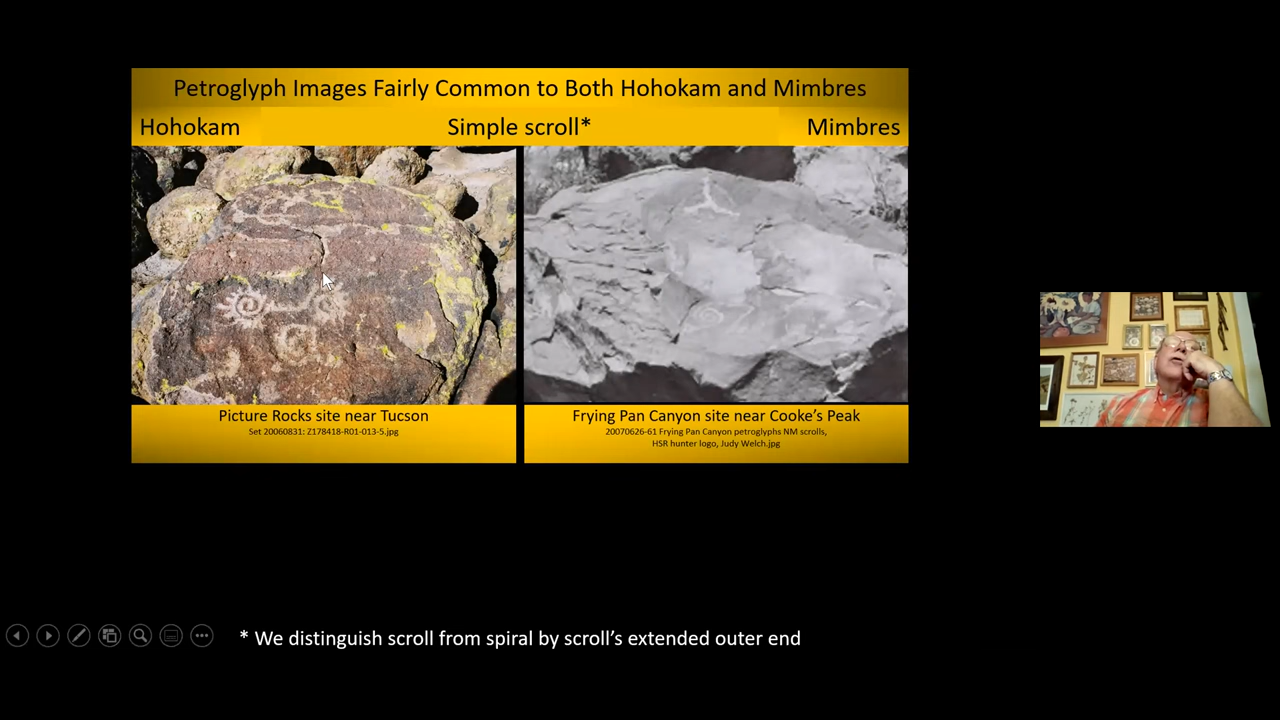 Petroglyph Images Fairly Common to Both Hohokam and Mimbres
Hohokam
Simple scroll*
Mimbres
Picture Rocks site near Tucson
Set 20060831: Z178418-R01-013-5.jpg
Frying Pan Canyon site near Cooke’s Peak
20070626-61 Frying Pan Canyon petroglyphs NM scrolls,
HSR hunter logo, Judy Welch.jpg
* We distinguish scroll from spiral by scroll’s extended outer end